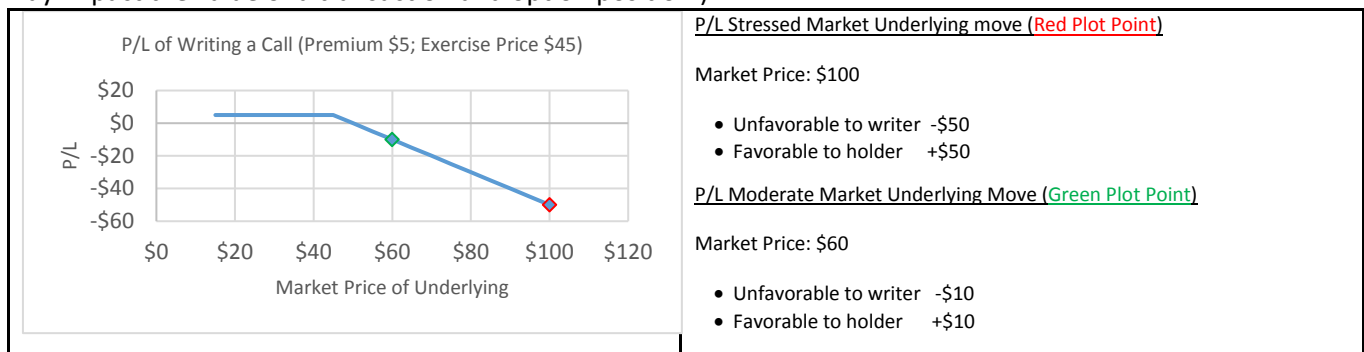 P/L of Writing a Call (Premium $5; Exercise Price $45)
$20
$0
-$20
-$40
-$60
P/L
$0 $20 $40 $60 $80 $100 $120
Market Price of Underlying
P/L Stressed Market Underlying move (Red Plot Point)
Market Price: $100
• Unfavorable to writer -$50
• Favorable to holder +$50
P/L Moderate Market Underlying Move (Green Plot Point)
Market Price: $60
• Unfavorable to writer -$10
• Favorable to holder +$10